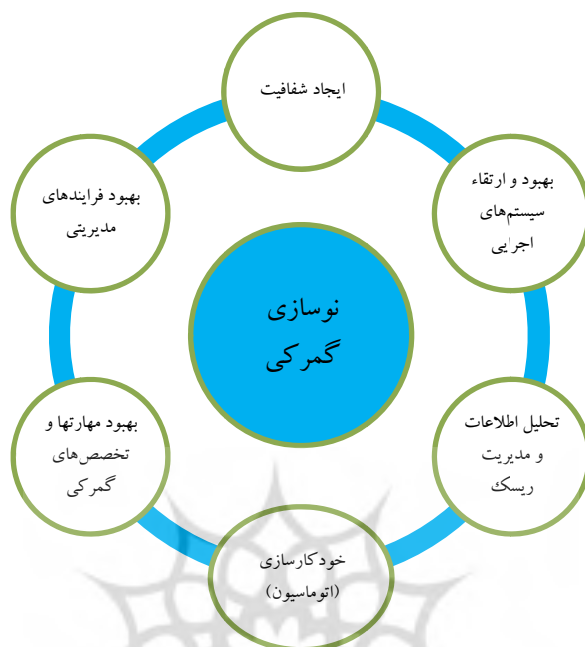 ایجاد شفافیت
بهبود و ارتقاء
سیستم‌های
اجرایی
تحلیل اطلاعات
و مدیریت
ریسک
خودکارسازی
(اتوماسیون)
بهبود مهارتها و
تخصص‌های
گمرکی
بهبود فرایندهای
مدیریتی
نوسازی
گمرکی